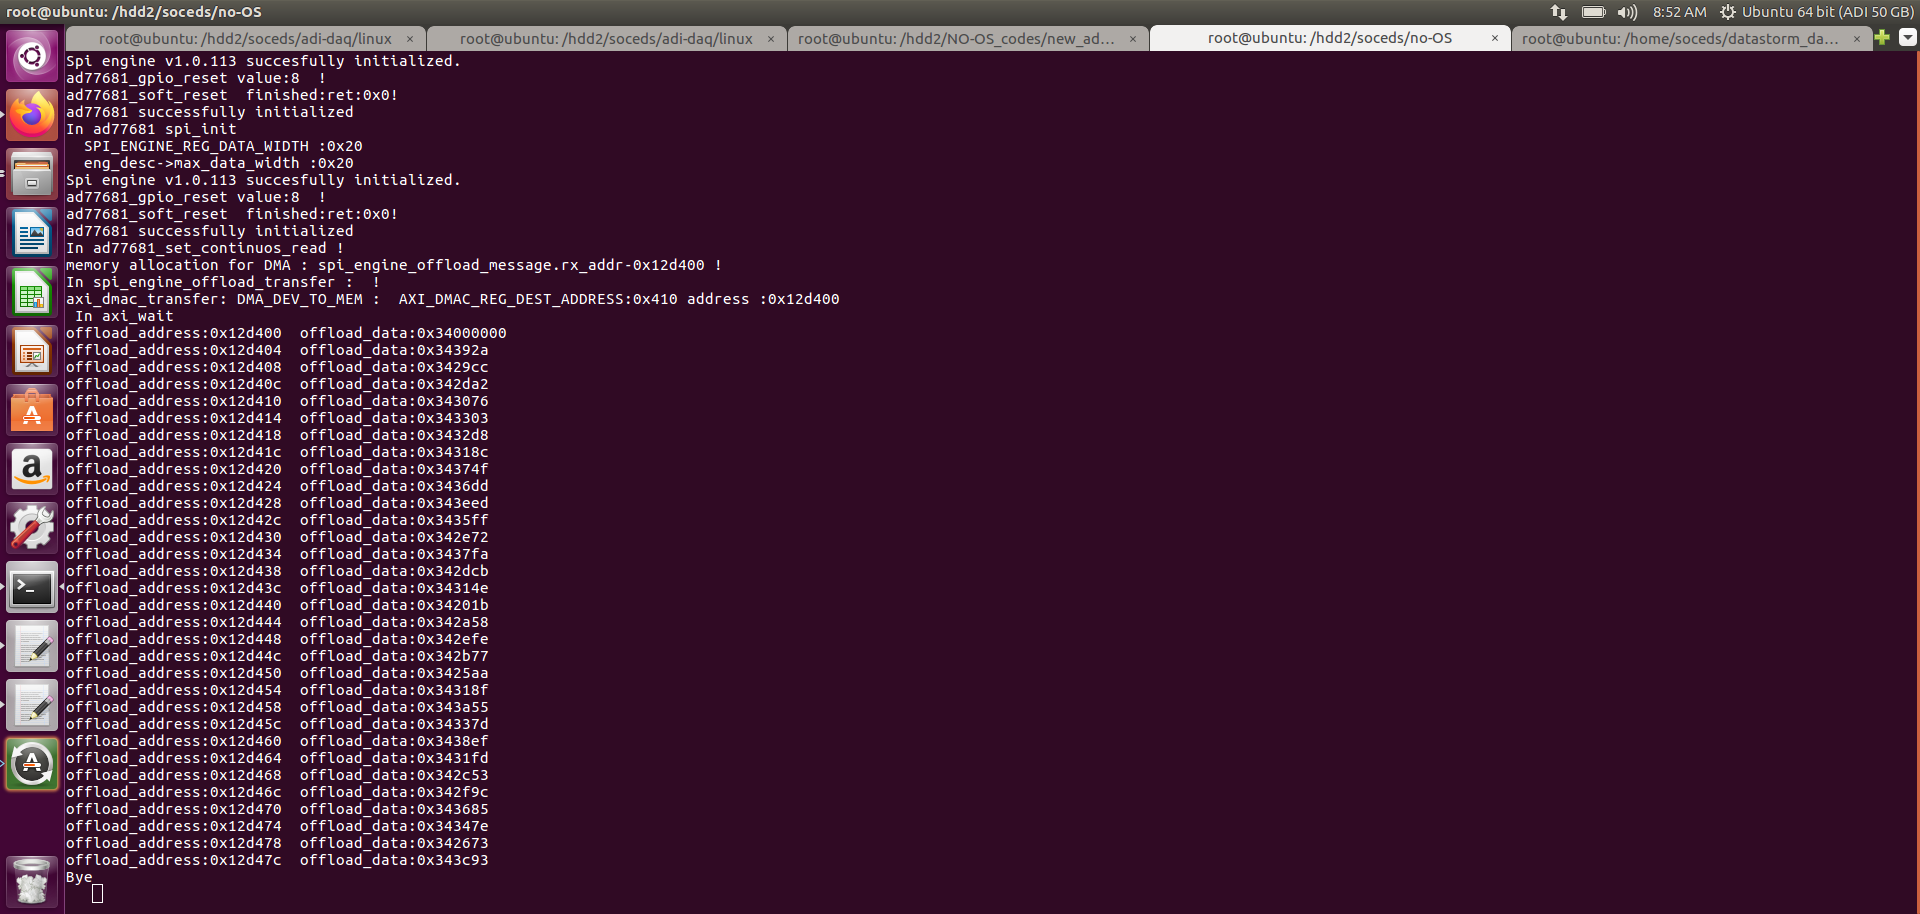 root@ubuntu: /hdd2/soceds/no-OS
8:52 AM
Ubuntu 64 bit (ADI 50 GB)
root@ubuntu: /hdd2/soceds/adi-daq/linux ×
root@ubuntu: /hdd2/soceds/adi-daq/linux ×
root@ubuntu: /hdd2/NO-OS_codes/new_ad... ×
root@ubuntu: /hdd2/soceds/no-OS ×
root@ubuntu: /home/soceds/datastorm_da... ×
Spi engine v1.0.113 succesfully initialized.
ad77681_gpio_reset value:8  !
ad77681_soft_reset  finished:ret:0x0!
ad77681 successfully initialized
In ad77681 spi_init
  SPI_ENGINE_REG_DATA_WIDTH :0x20
  eng_desc->max_data_width :0x20
Spi engine v1.0.113 succesfully initialized.
ad77681_gpio_reset value:8  !
ad77681_soft_reset  finished:ret:0x0!
ad77681 successfully initialized
In ad77681_set_continuos_read !
memory allocation for DMA : spi_engine_offload_message.rx_addr-0x12d400 !
In spi_engine_offload_transfer :  !
axi_dmac_transfer: DMA_DEV_TO_MEM :  AXI_DMAC_REG_DEST_ADDRESS:0x410 address :0x12d400
 In axi_wait
offload_address:0x12d400  offload_data:0x34000000
offload_address:0x12d404  offload_data:0x34392a
offload_address:0x12d408  offload_data:0x3429cc
offload_address:0x12d40c  offload_data:0x342da2
offload_address:0x12d410  offload_data:0x343076
offload_address:0x12d414  offload_data:0x343303
offload_address:0x12d418  offload_data:0x3432d8
offload_address:0x12d41c  offload_data:0x34318c
offload_address:0x12d420  offload_data:0x34374f
offload_address:0x12d424  offload_data:0x3436dd
offload_address:0x12d428  offload_data:0x343eed
offload_address:0x12d42c  offload_data:0x3435ff
offload_address:0x12d430  offload_data:0x342e72
offload_address:0x12d434  offload_data:0x3437fa
offload_address:0x12d438  offload_data:0x342dcb
offload_address:0x12d43c  offload_data:0x34314e
offload_address:0x12d440  offload_data:0x34201b
offload_address:0x12d444  offload_data:0x342a58
offload_address:0x12d448  offload_data:0x342efe
offload_address:0x12d44c  offload_data:0x342b77
offload_address:0x12d450  offload_data:0x3425aa
offload_address:0x12d454  offload_data:0x34318f
offload_address:0x12d458  offload_data:0x343a55
offload_address:0x12d45c  offload_data:0x34337d
offload_address:0x12d460  offload_data:0x3438ef
offload_address:0x12d464  offload_data:0x3431fd
offload_address:0x12d468  offload_data:0x342c53
offload_address:0x12d46c  offload_data:0x342f9c
offload_address:0x12d470  offload_data:0x343685
offload_address:0x12d474  offload_data:0x34347e
offload_address:0x12d478  offload_data:0x342673
offload_address:0x12d47c  offload_data:0x343c93
Bye